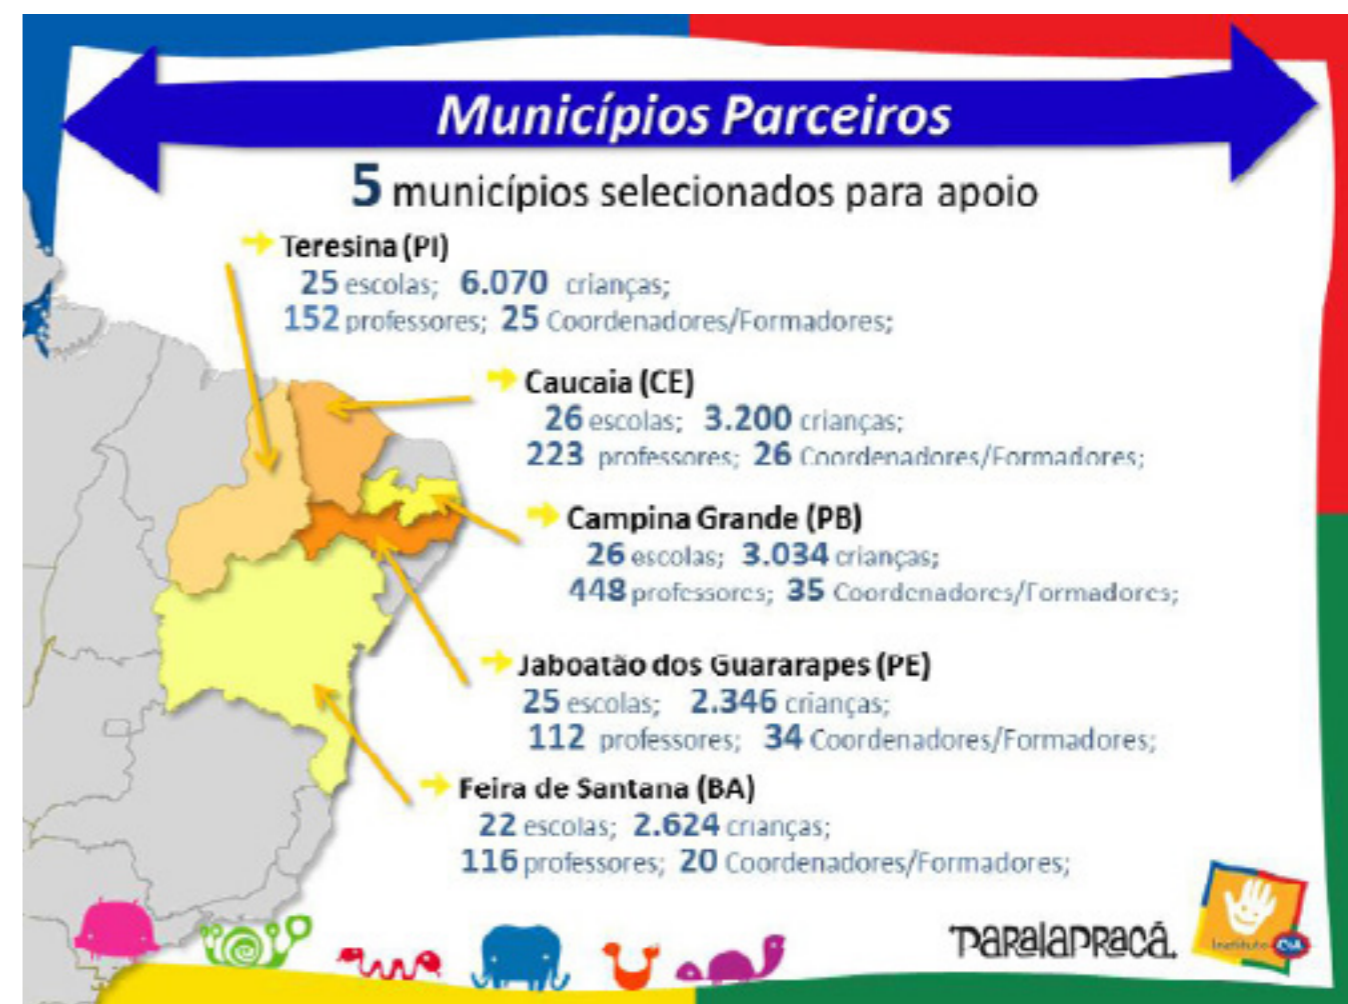 Municípios Parceiros
5 municípios selecionados para apoio
Teresina (PI)
25 escolas; 6.070 crianças;
152 professores; 25 Coordenadores/Formadores;
Caucaia (CE)
26 escolas; 3.200 crianças;
223 professores; 26 Coordenadores/Formadores;
Campina Grande (PB)
26 escolas; 3.034 crianças;
448 professores; 35 Coordenadores/Formadores;
Jaboatão dos Guararapes (PE)
25 escolas; 2.346 crianças;
112 professores; 34 Coordenadores/Formadores;
Feira de Santana (BA)
22 escolas; 2.624 crianças;
116 professores; 20 Coordenadores/Formadores;
PaRalaPRacá.
Instituto C&A